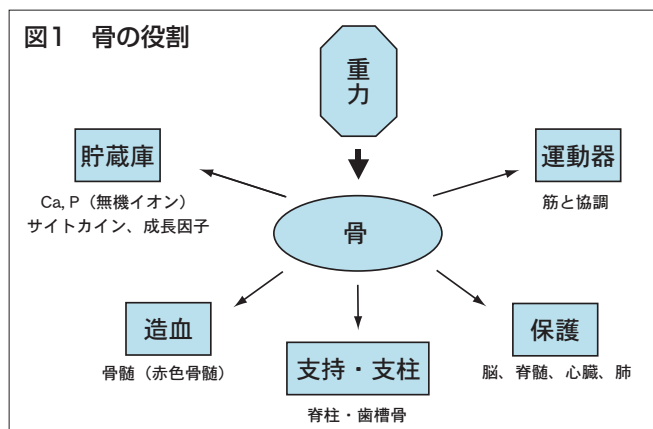 図1 骨の役割
重力
貯蔵庫
Ca, P（無機イオン）
サイトカイン、成長因子
運動器
筋と協調
骨
造血
骨髄（赤色骨髄）
支持・支柱
脊柱・歯槽骨
保護
脳、脊髄、心臓、肺